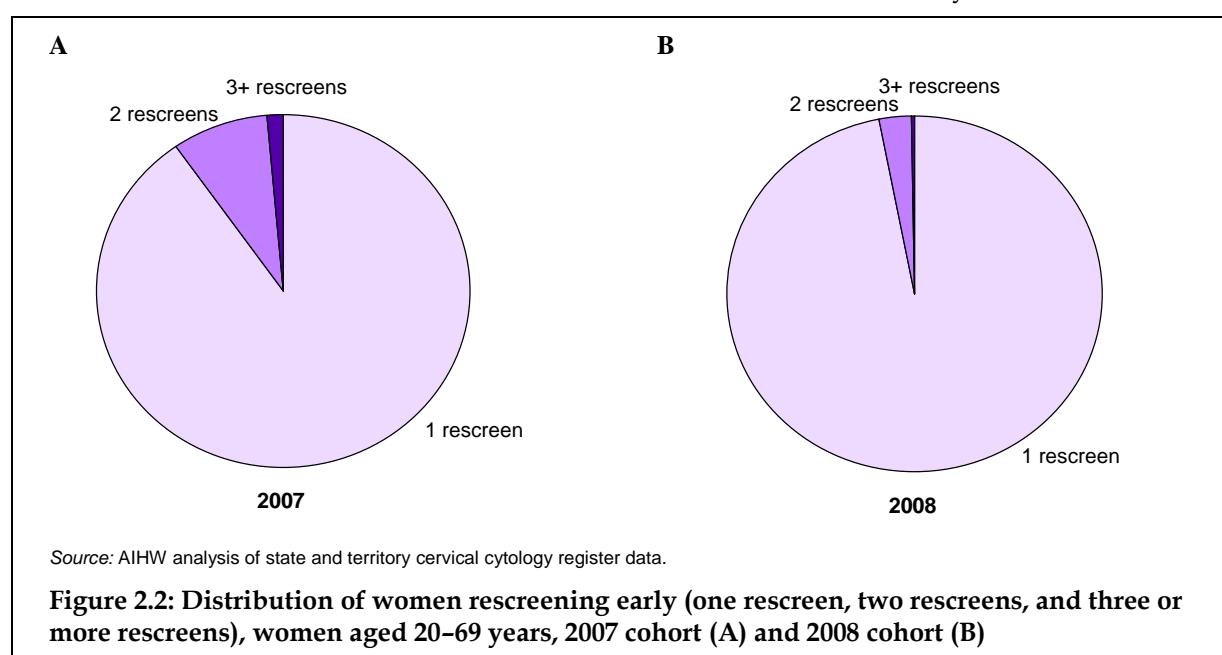 A
B
3+ rescreens
2 rescreens
1 rescreen
2007
3+ rescreens
2 rescreens
1 rescreen
2008
Source: AIHW analysis of state and territory cervical cytology register data.
Figure 2.2: Distribution of women rescreening early (one rescreen, two rescreens, and three or
more rescreens), women aged 20–69 years, 2007 cohort (A) and 2008 cohort (B)